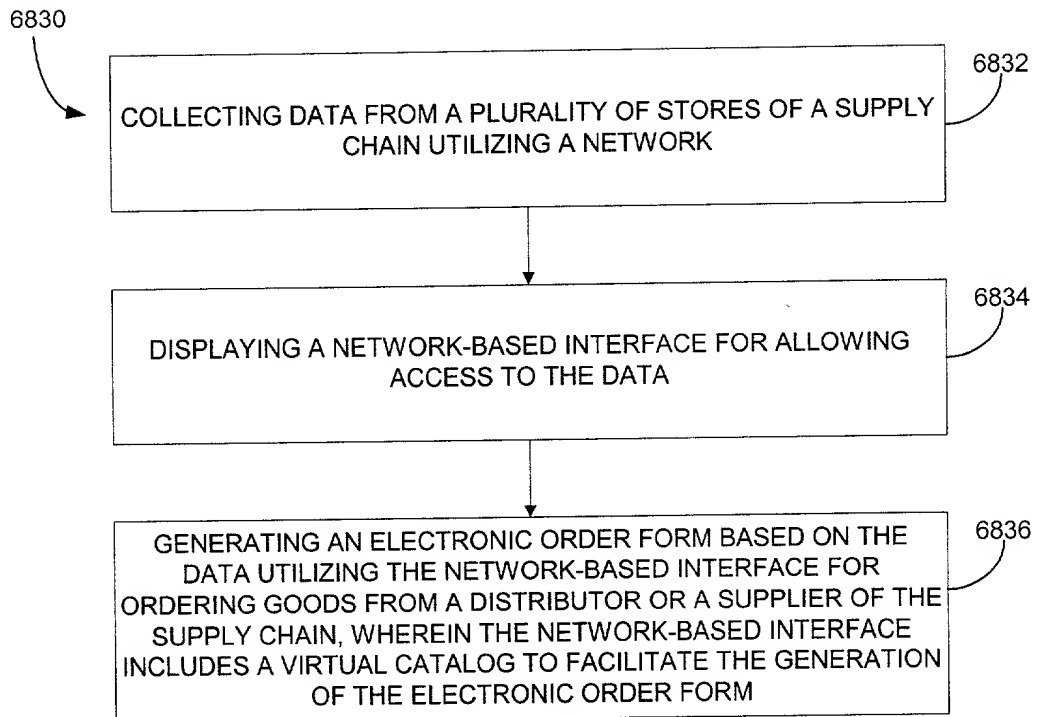 6830
6832
COLLECTING DATA FROM A PLURALITY OF STORES OF A SUPPLY
CHAIN UTILIZING A NETWORK
6834
DISPLAYING A NETWORK-BASED INTERFACE FOR ALLOWING
ACCESS TO THE DATA
6836
GENERATING AN ELECTRONIC ORDER FORM BASED ON THE
DATA UTILIZING THE NETWORK-BASED INTERFACE FOR
ORDERING GOODS FROM A DISTRIBUTOR OR A SUPPLIER OF THE
SUPPLY CHAIN, WHEREIN THE NETWORK-BASED INTERFACE
INCLUDES A VIRTUAL CATALOG TO FACILITATE THE GENERATION
OF THE ELECTRONIC ORDER FORM